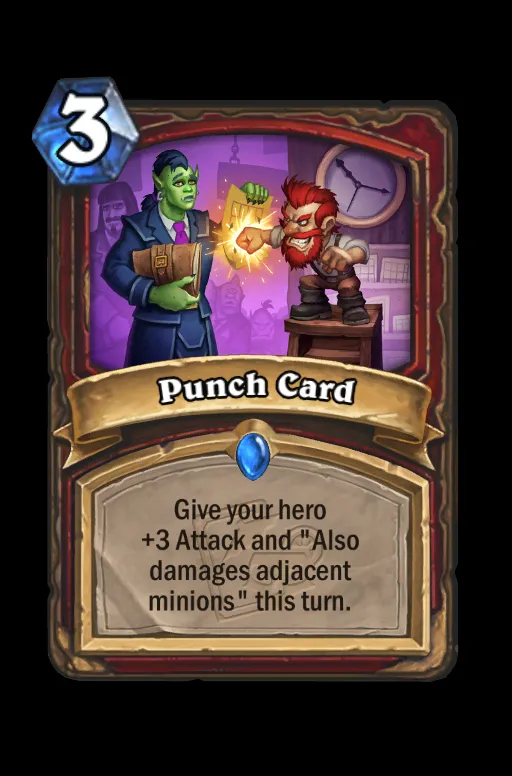 3
Punch Card
Give your hero
+3 Attack and "Also
damages adjacent
minions" this turn.